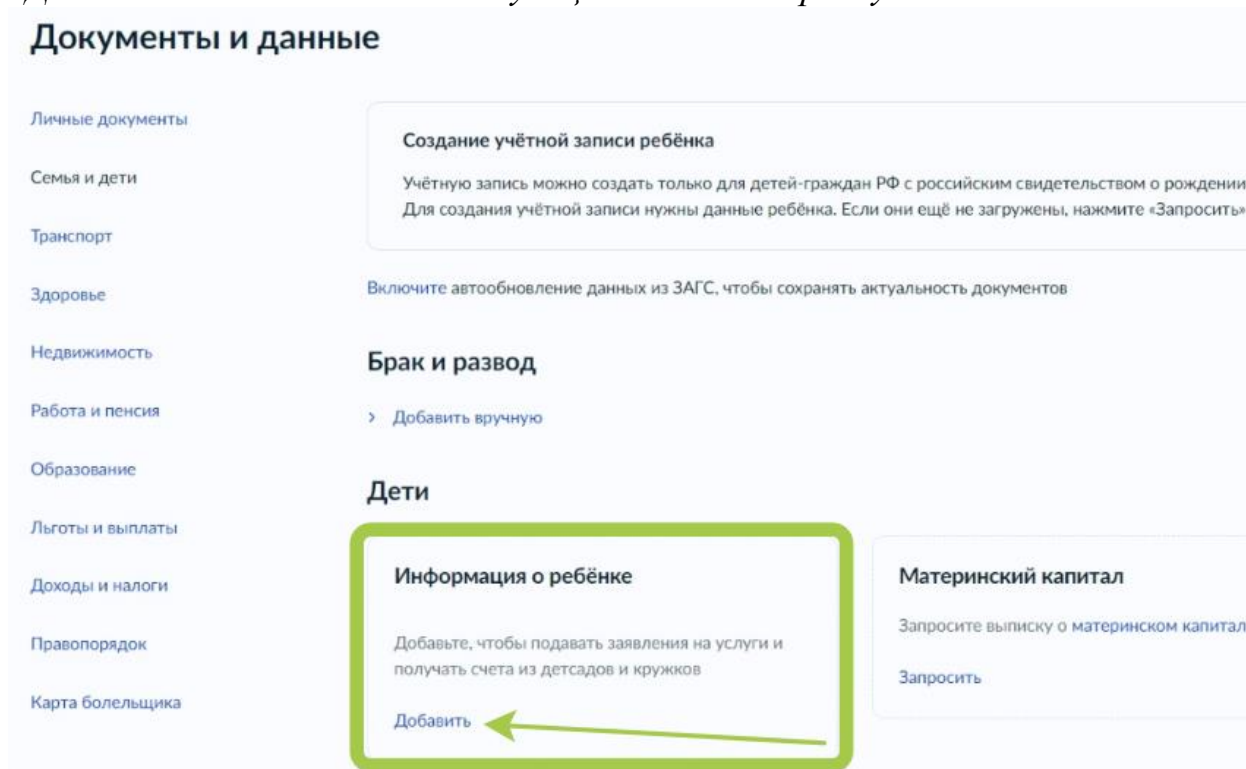 Документы и данные
Личные документы
Семья и дети
Транспорт
Здоровье
Недвижимость
Работа и пенсия
Образование
Льготы и выплаты
Доходы и налоги
Правопорядок
Карта болельщика
Создание учётной записи ребёнка
Учётную запись можно создать только для детей-граждан РФ с российским свидетельством о рождении
Для создания учётной записи нужны данные ребёнка. Если они ещё не загружены, нажмите «Запросить»
Включите автообновление данных из ЗАГС, чтобы сохранять актуальность документов
Брак и развод
> Добавить вручную
Дети
Информация о ребёнке
Добавьте, чтобы подавать заявления на услуги и
получать счета из детсадов и кружков
Добавить
Материнский капитал
Запросите выписку о материнском капитал
Запросить